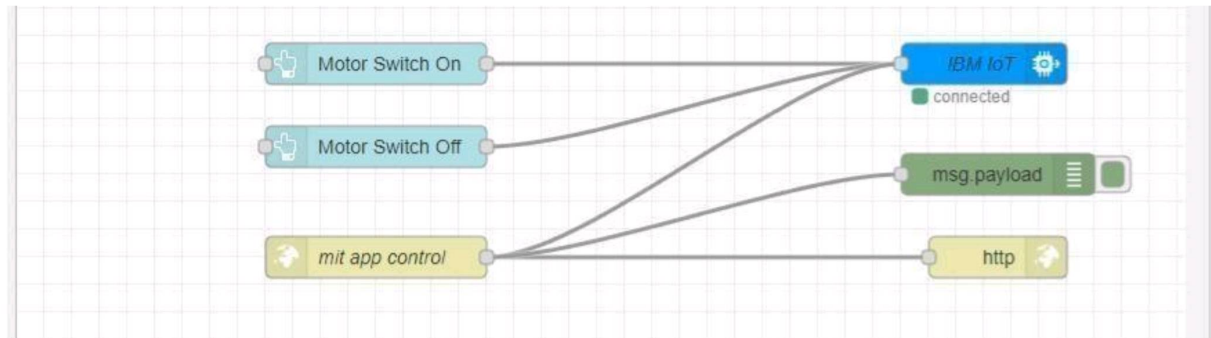 Motor Switch On
IBM IoT
connected
Motor Switch Off
msg.payload
mit app control
http